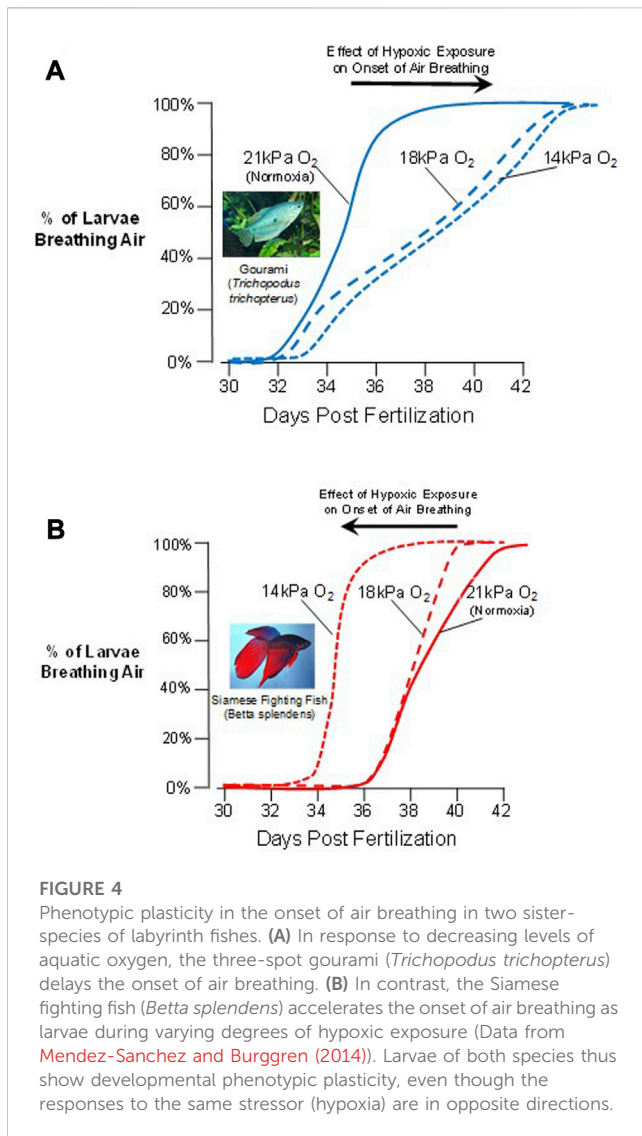 A
Effect of Hypoxic Exposure
on Onset of Air Breathing
100%
80%
60%
40%
20%
0%
% of Larvae
Breathing Air
21kPa O₂
(Normoxia)
18kPa O₂
14kPa O₂
Gourami
(Trichopodus
trichopterus)
30 32 34 36 38 40 42
Days Post Fertilization
B
Effect of Hypoxic Exposure
on Onset of Air Breathing
100%
80%
60%
40%
20%
0%
% of Larvae
Breathing Air
14kPa O₂
18kPa O₂
21kPa O₂
(Normoxia)
Siamese Fighting Fish
(Betta splendens)
30 32 34 36 38 40 42
Days Post Fertilization
FIGURE 4
Phenotypic plasticity in the onset of air breathing in two sister-
species of labyrinth fishes. (A) In response to decreasing levels of
aquatic oxygen, the three-spot gourami (Trichopodus trichopterus)
delays the onset of air breathing. (B) In contrast, the Siamese
fighting fish (Betta splendens) accelerates the onset of air breathing as
larvae during varying degrees of hypoxic exposure (Data from
Mendez-Sanchez and Burggren (2014)). Larvae of both species thus
show developmental phenotypic plasticity, even though the
responses to the same stressor (hypoxia) are in opposite directions.